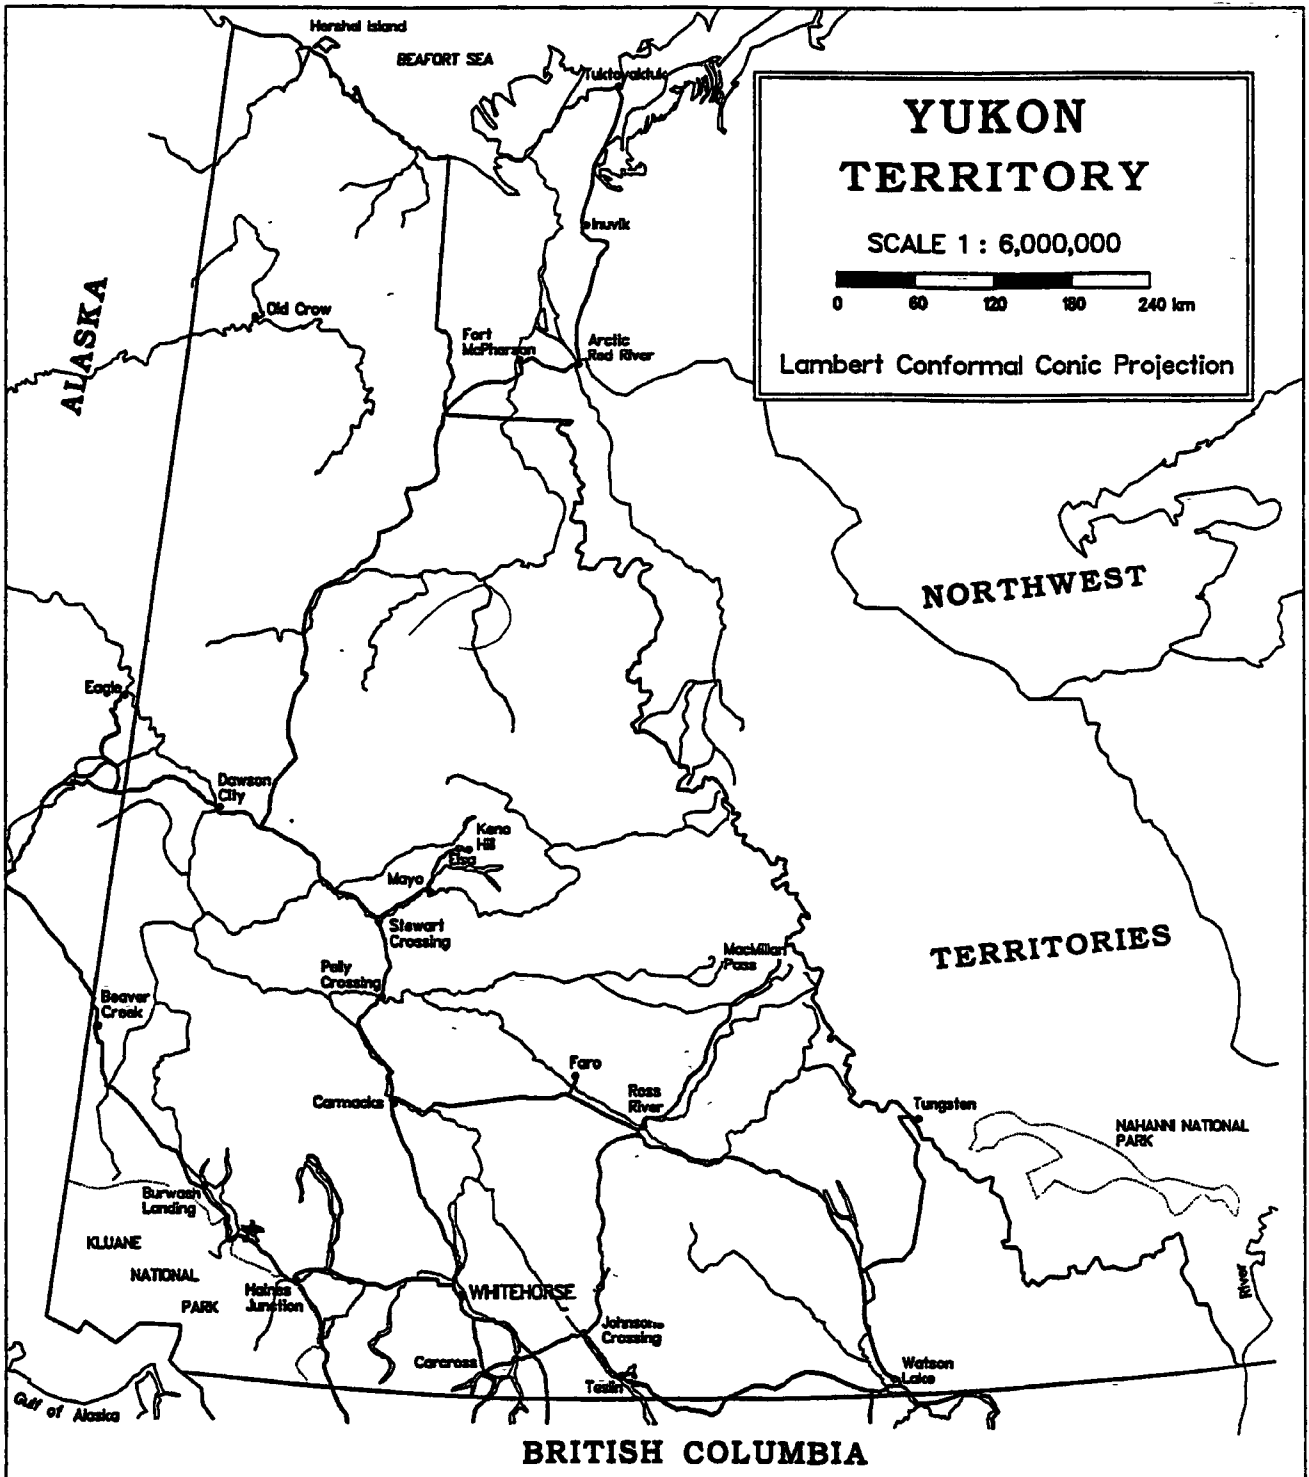 Hershal Island
BEAFORT SEA
Tuktoyaktuk
YUKON
TERRITORY
SCALE 1 : 6,000,000
0 60 120 180 240 km
Lambert Conformal Conic Projection
Inuvik
ALASKA
Old Crow
Fort
McPherson
Arctic
Red River
NORTHWEST
Eagle
Dawson
City
Keno
Hill
Elsa
Mayo
Stewart
Crossing
TERRITORIES
MacMillan
Pass
Pelly
Crossing
Beaver
Creek
Faro
Ross
River
Carmacks
Tungsten
NAHANNI NATIONAL
PARK
Burwash
Landing
KLUANE
NATIONAL
PARK
Haines
Junction
WHITEHORSE
River
Johnsons
Crossing
Carcross
Teslin
Watson
Lake
Gulf of Alaska
BRITISH COLUMBIA